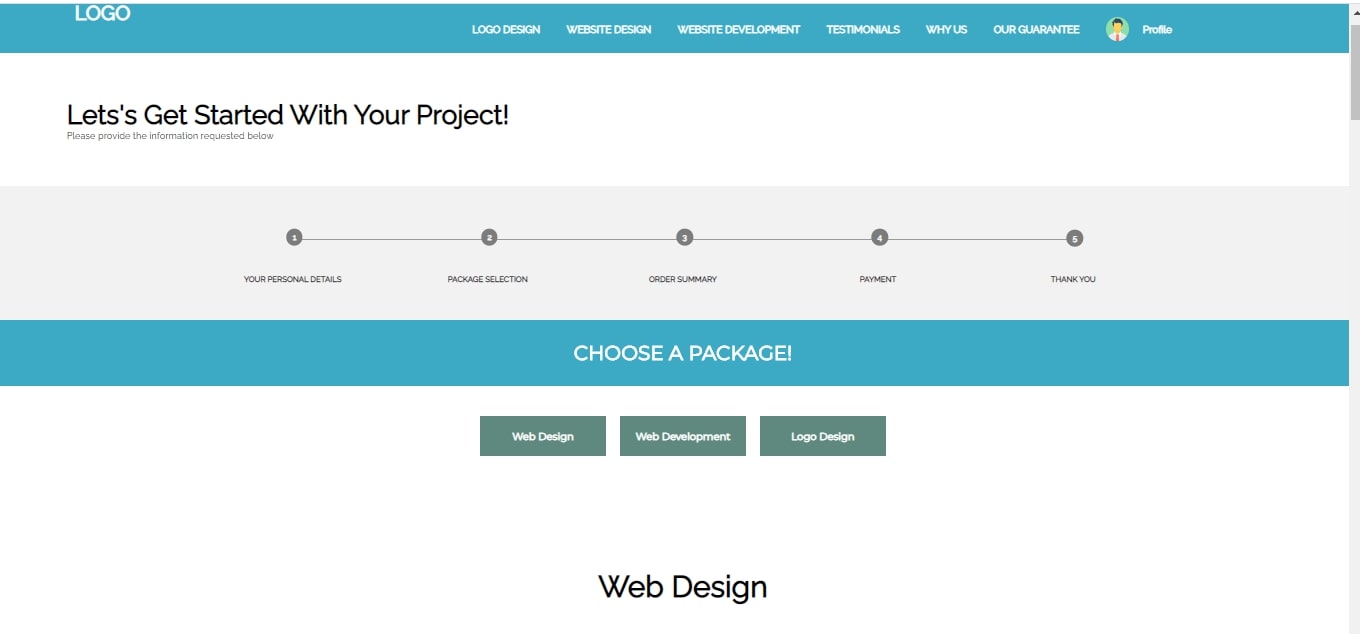 LOGO
LOGO DESIGN WEBSITE DESIGN WEBSITE DEVELOPMENT TESTIMONIALS WHY US OUR GUARANTEE Profile
Lets's Get Started With Your Project!
Please provide the information requested below
1 2 3 4 5
YOUR PERSONAL DETAILS PACKAGE SELECTION ORDER SUMMARY PAYMENT THANK YOU
CHOOSE A PACKAGE!
Web Design Web Development Logo Design
Web Design